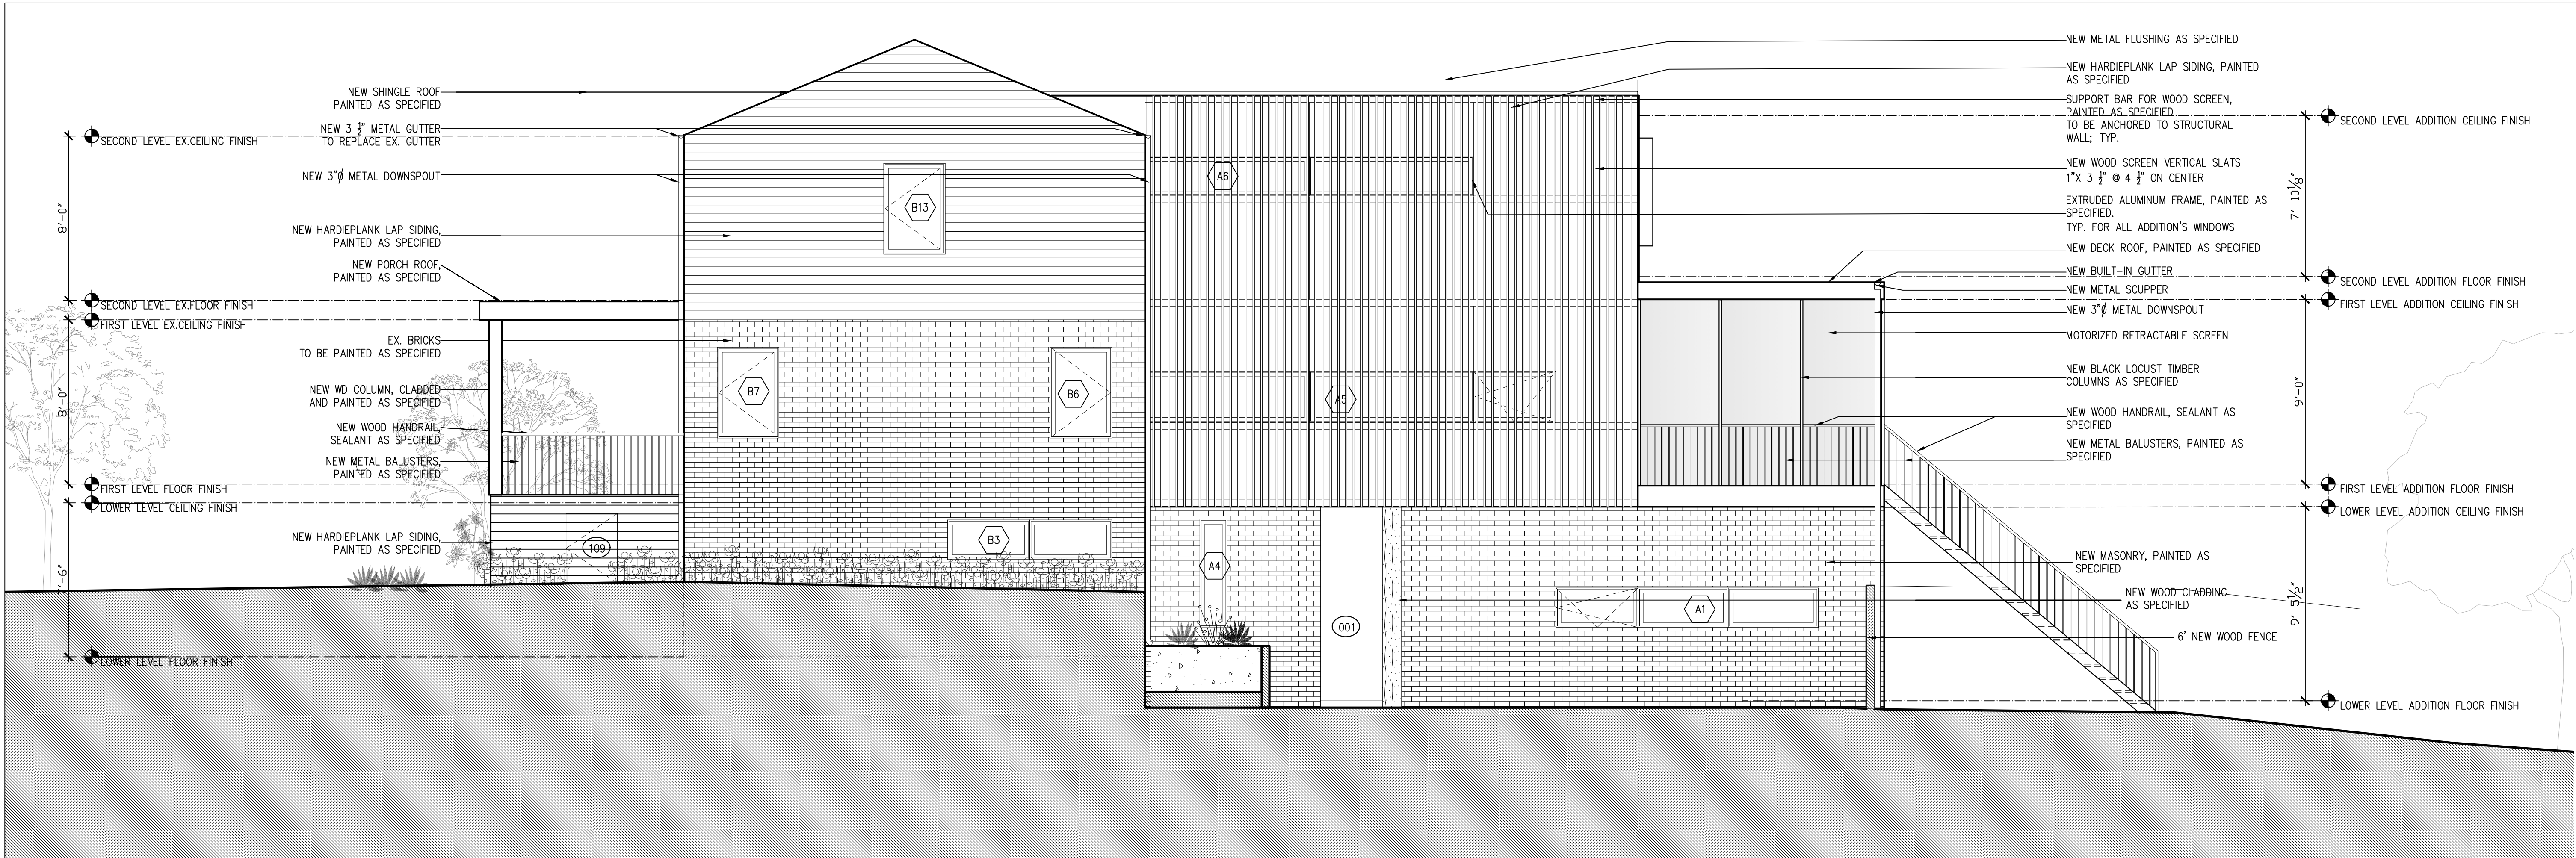 NEW SHINGLE ROOF
PAINTED AS SPECIFIED
NEW 3 1/2" METAL GUTTER
TO REPLACE EX. GUTTER
SECOND LEVEL EX.CEILING FINISH
NEW 3"Ø METAL DOWNSPOUT
8'-0"
NEW HARDIEPLANK LAP SIDING,
PAINTED AS SPECIFIED
NEW PORCH ROOF,
PAINTED AS SPECIFIED
SECOND LEVEL EX.FLOOR FINISH
FIRST LEVEL EX.CEILING FINISH
EX. BRICKS
TO BE PAINTED AS SPECIFIED
8'-0"
NEW WD COLUMN, CLADDED
AND PAINTED AS SPECIFIED
NEW WOOD HANDRAIL,
SEALANT AS SPECIFIED
NEW METAL BALUSTERS,
PAINTED AS SPECIFIED
FIRST LEVEL FLOOR FINISH
LOWER LEVEL CEILING FINISH
NEW HARDIEPLANK LAP SIDING,
PAINTED AS SPECIFIED
7'-6"
LOWER LEVEL FLOOR FINISH
B13
B7
B6
B3
109
A6
A5
A4
001
A1
NEW METAL FLUSHING AS SPECIFIED
NEW HARDIEPLANK LAP SIDING, PAINTED
AS SPECIFIED
SUPPORT BAR FOR WOOD SCREEN,
PAINTED AS SPECIFIED
TO BE ANCHORED TO STRUCTURAL
WALL; TYP.
NEW WOOD SCREEN VERTICAL SLATS
1"X 3 1/2" @ 4 1/2" ON CENTER
EXTRUDED ALUMINUM FRAME, PAINTED AS
SPECIFIED.
TYP. FOR ALL ADDITION'S WINDOWS
NEW DECK ROOF, PAINTED AS SPECIFIED
NEW BUILT-IN GUTTER
NEW METAL SCUPPER
NEW 3"Ø METAL DOWNSPOUT
MOTORIZED RETRACTABLE SCREEN
NEW BLACK LOCUST TIMBER
COLUMNS AS SPECIFIED
NEW WOOD HANDRAIL, SEALANT AS
SPECIFIED
NEW METAL BALUSTERS, PAINTED AS
SPECIFIED
NEW MASONRY, PAINTED AS
SPECIFIED
NEW WOOD CLADDING
AS SPECIFIED
6' NEW WOOD FENCE
SECOND LEVEL ADDITION CEILING FINISH
7'-10 1/8"
SECOND LEVEL ADDITION FLOOR FINISH
FIRST LEVEL ADDITION CEILING FINISH
9'-0"
FIRST LEVEL ADDITION FLOOR FINISH
LOWER LEVEL ADDITION CEILING FINISH
9'-5 1/2"
LOWER LEVEL ADDITION FLOOR FINISH